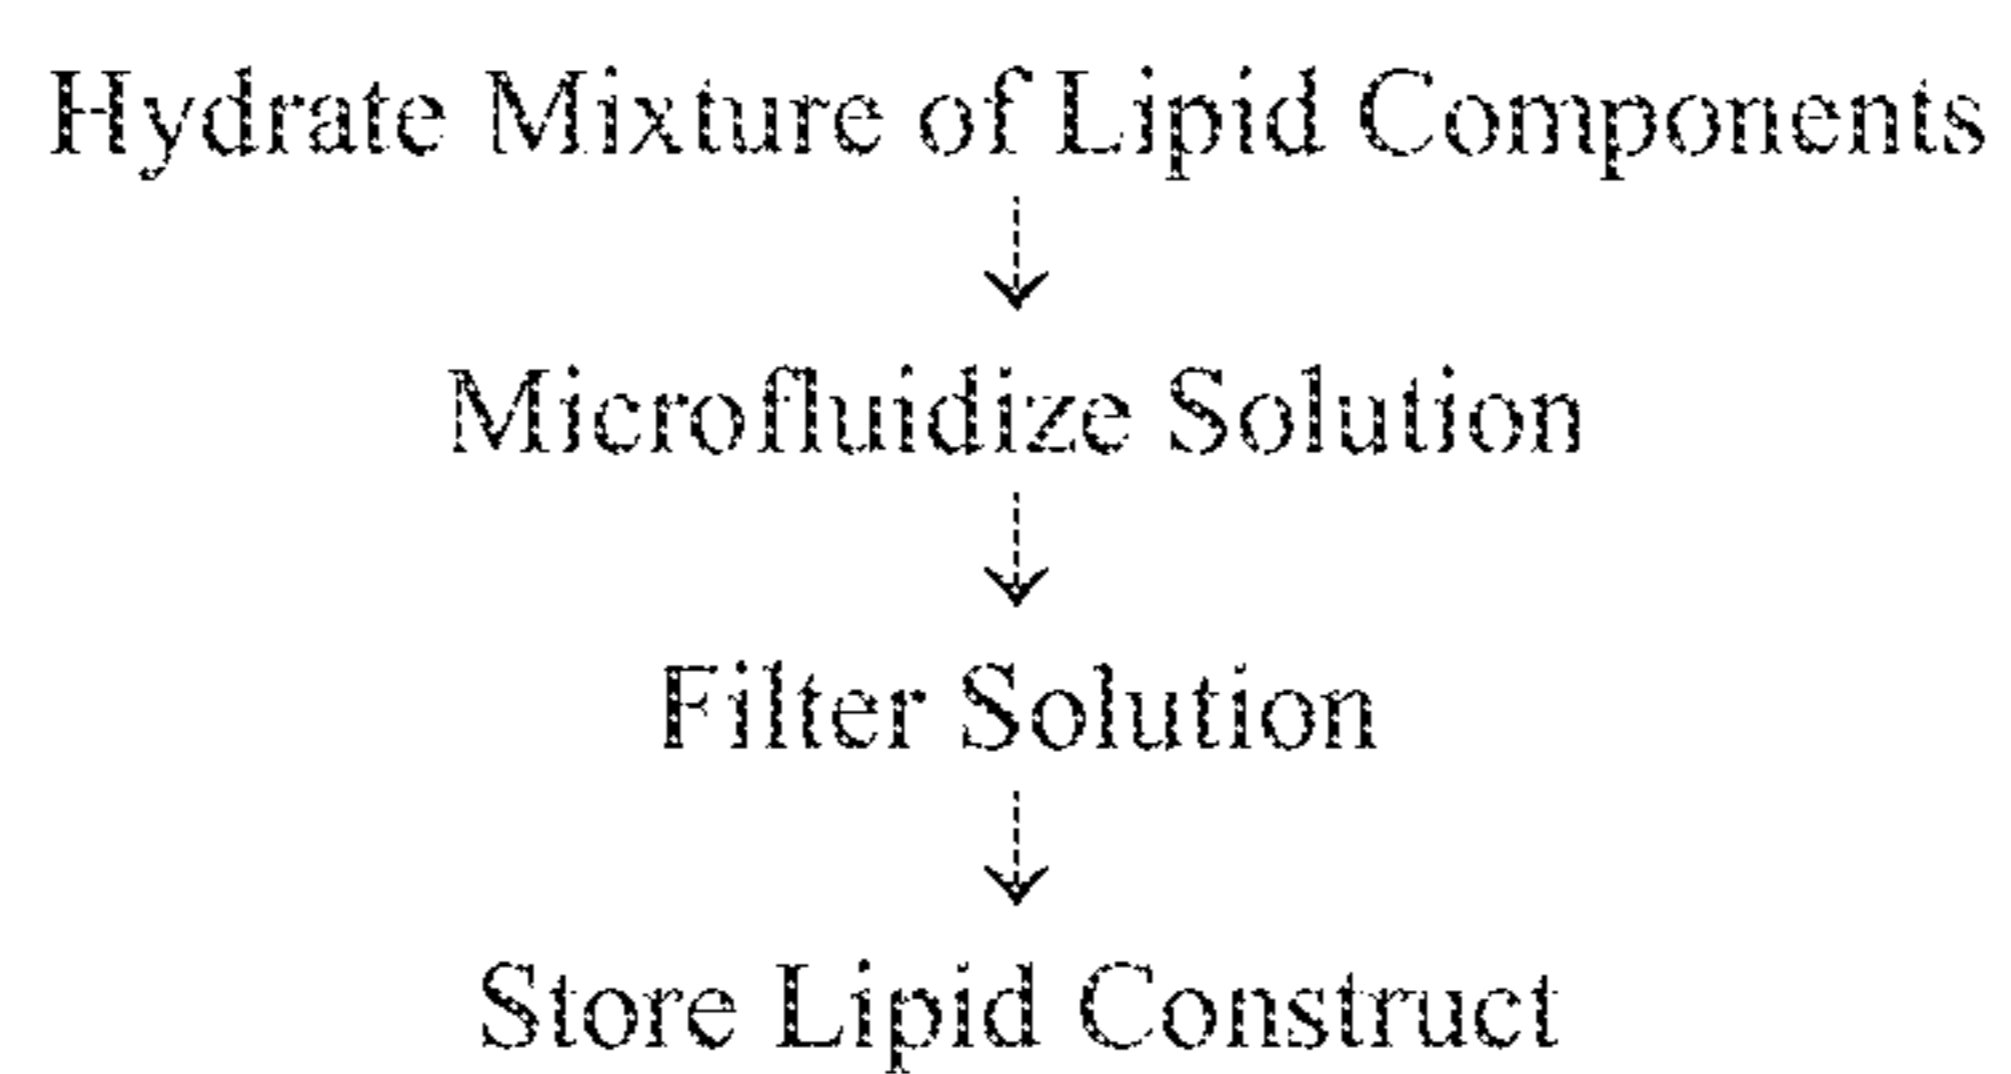 Hydrate Mixture of Lipid Components
Microfluidize Solution
Filter Solution
Store Lipid Construct